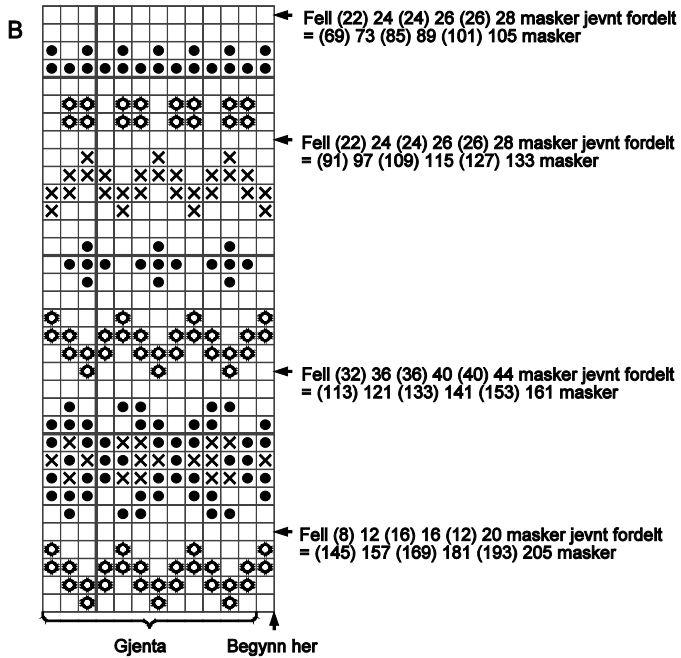 B
Fell (22) 24 (24) 26 (26) 28 masker jevnt fordelt
= (69) 73 (85) 89 (101) 105 masker
Fell (22) 24 (24) 26 (26) 28 masker jevnt fordelt
= (91) 97 (109) 115 (127) 133 masker
Fell (32) 36 (36) 40 (40) 44 masker jevnt fordelt
= (113) 121 (133) 141 (153) 161 masker
Fell (8) 12 (16) 16 (12) 20 masker jevnt fordelt
= (145) 157 (169) 181 (193) 205 masker
Gjenta
Begynn her